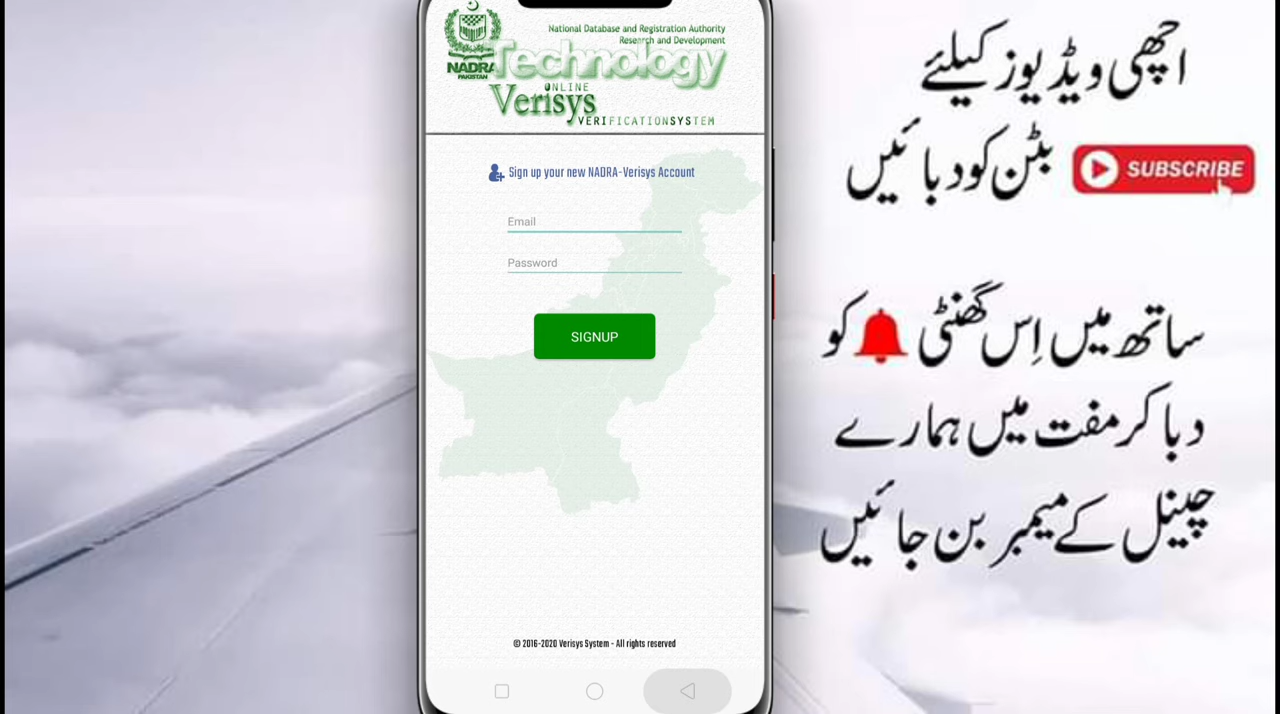 NADRA
PAKISTAN
National Database and Registration Authority
Research and Development
Technology
ONLINE
Verisys
VERIFICATIONSYSTEM
Sign up your new NADRA-Verisys Account
Email
Password
SIGNUP
© 2016-2020 Verisys System - All rights reserved
اچھی ویڈیوز کیلئے
بٹن کو دبائیں SUBSCRIBE
ساتھ میں اِس گھنٹی کو
دبا کر مفت میں ہمارے
چینل کے میمبر بن جائیں